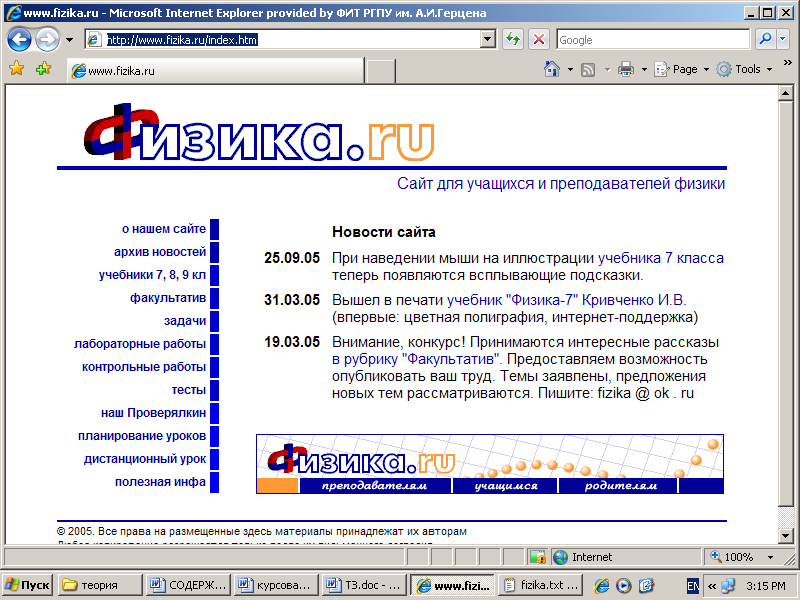 www.fizika.ru - Microsoft Internet Explorer provided by ФИТ РГПУ им. А.И.Герцена
http://www.fizika.ru/index.htm
Google
www.fizika.ru
Page
Tools
Физика.ru
Сайт для учащихся и преподавателей физики
о нашем сайте
архив новостей
учебники 7, 8, 9 кл
факультатив
задачи
лабораторные работы
контрольные работы
тесты
наш Проверялкин
планирование уроков
дистанционный урок
полезная инфа
Новости сайта
25.09.05 При наведении мыши на иллюстрации учебника 7 класса
теперь появляются всплывающие подсказки.
31.03.05 Вышел в печати учебник "Физика-7" Кривченко И.В.
(впервые: цветная полиграфия, интернет-поддержка)
19.03.05 Внимание, конкурс! Принимаются интересные рассказы
в рубрику "Факультатив". Предоставляем возможность
опубликовать ваш труд. Темы заявлены, предложения
новых тем рассматриваются. Пишите: fizika @ ok . ru
Физика.ru
преподавателям учащимся родителям
© 2005. Все права на размещенные здесь материалы принадлежат их авторам
Internet
100%
Пуск
теория
СОДЕРЖ...
курсова...
ТЗ.doc - ...
www.fizi...
fizika.txt ...
EN
3:15 PM